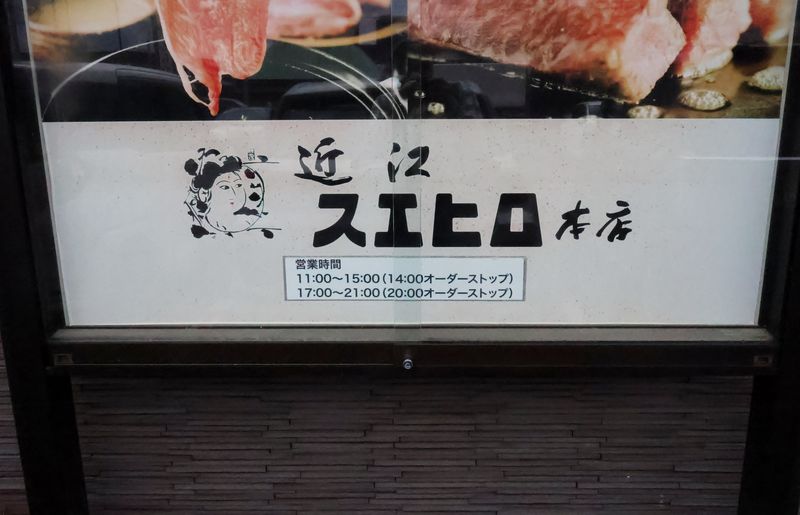 近江
スエヒロ本店
営業時間
11:00～15:00(14:00オーダーストップ)
17:00～21:00(20:00オーダーストップ)